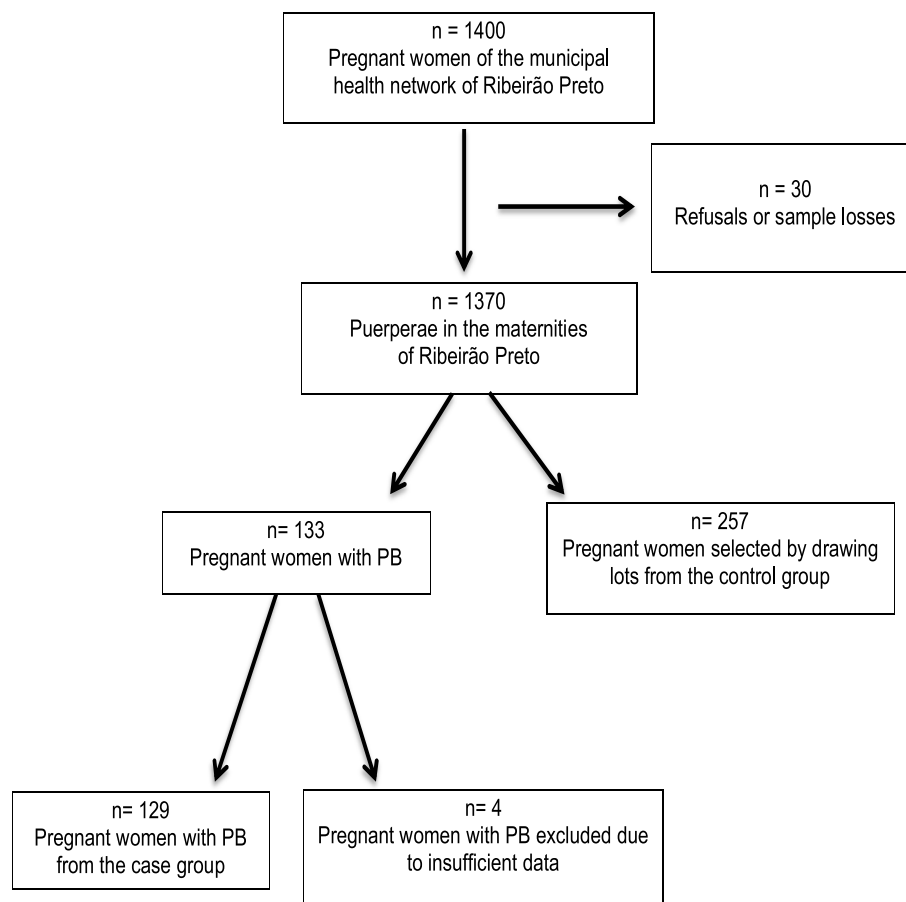 n = 1400
Pregnant women of the municipal
health network of Ribeirão Preto
n = 30
Refusals or sample losses
n = 1370
Puerperae in the maternities
of Ribeirão Preto
n= 133
Pregnant women with PB
n= 257
Pregnant women selected by drawing
lots from the control group
n= 129
Pregnant women with PB
from the case group
n= 4
Pregnant women with PB excluded due
to insufficient data